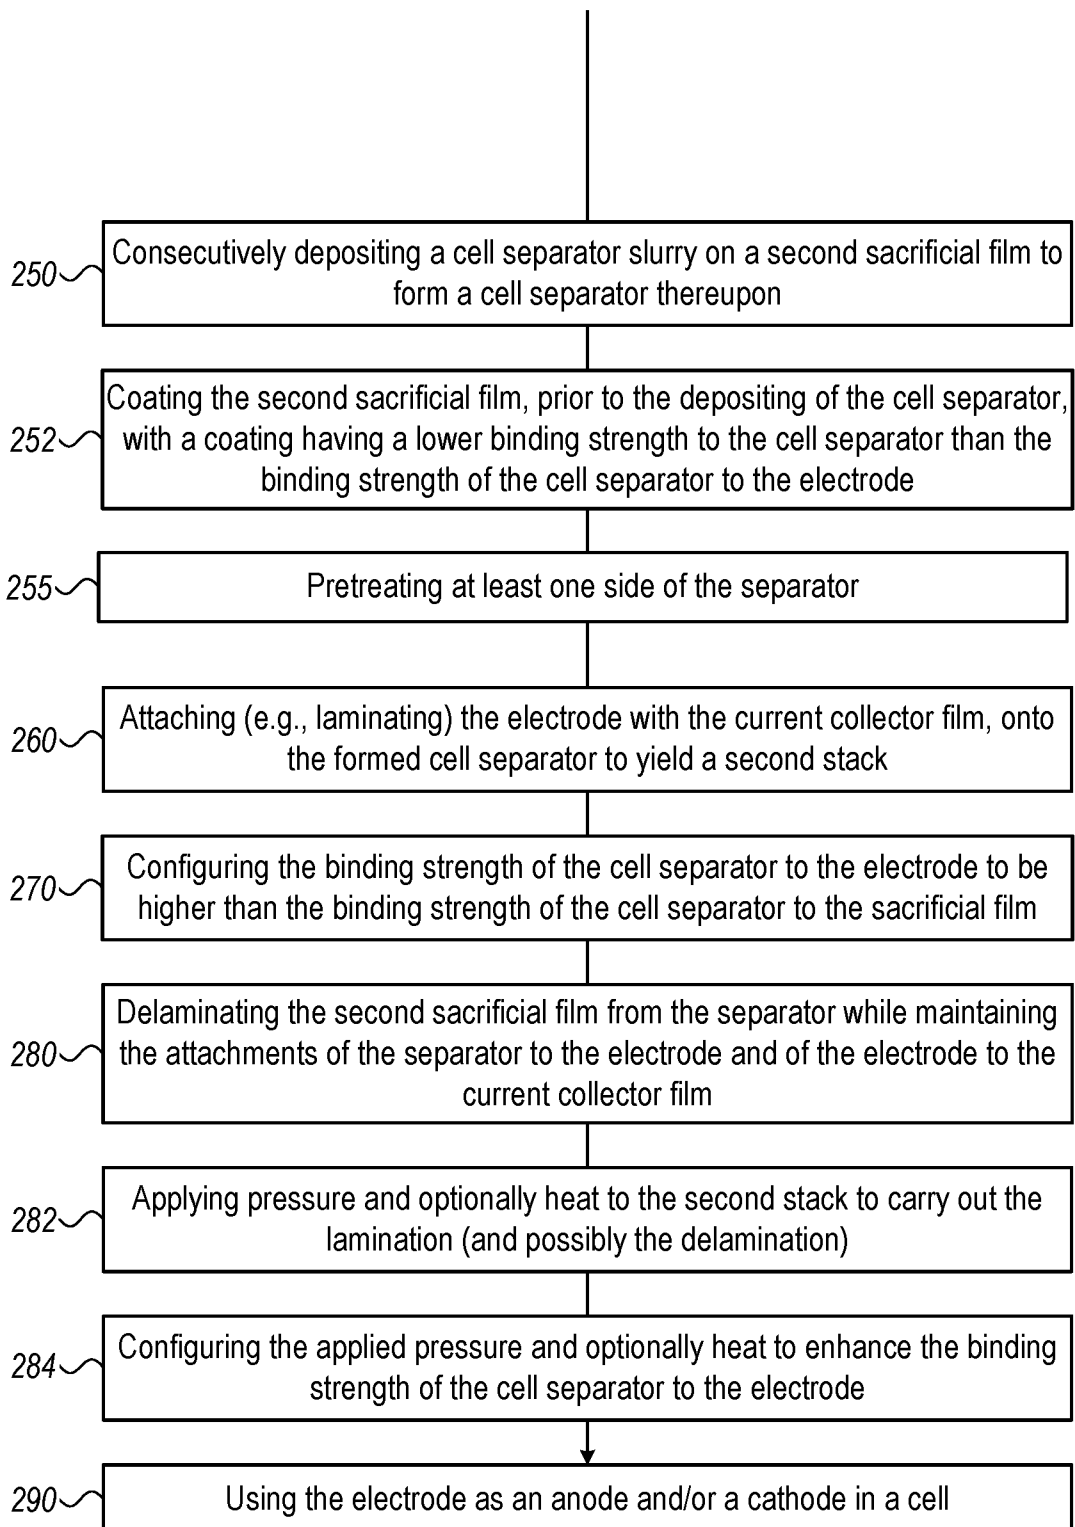 250
Consecutively depositing a cell separator slurry on a second sacrificial film to
form a cell separator thereupon
252
Coating the second sacrificial film, prior to the depositing of the cell separator,
with a coating having a lower binding strength to the cell separator than the
binding strength of the cell separator to the electrode
255
Pretreating at least one side of the separator
260
Attaching (e.g., laminating) the electrode with the current collector film, onto
the formed cell separator to yield a second stack
270
Configuring the binding strength of the cell separator to the electrode to be
higher than the binding strength of the cell separator to the sacrificial film
280
Delaminating the second sacrificial film from the separator while maintaining
the attachments of the separator to the electrode and of the electrode to the
current collector film
282
Applying pressure and optionally heat to the second stack to carry out the
lamination (and possibly the delamination)
284
Configuring the applied pressure and optionally heat to enhance the binding
strength of the cell separator to the electrode
290
Using the electrode as an anode and/or a cathode in a cell